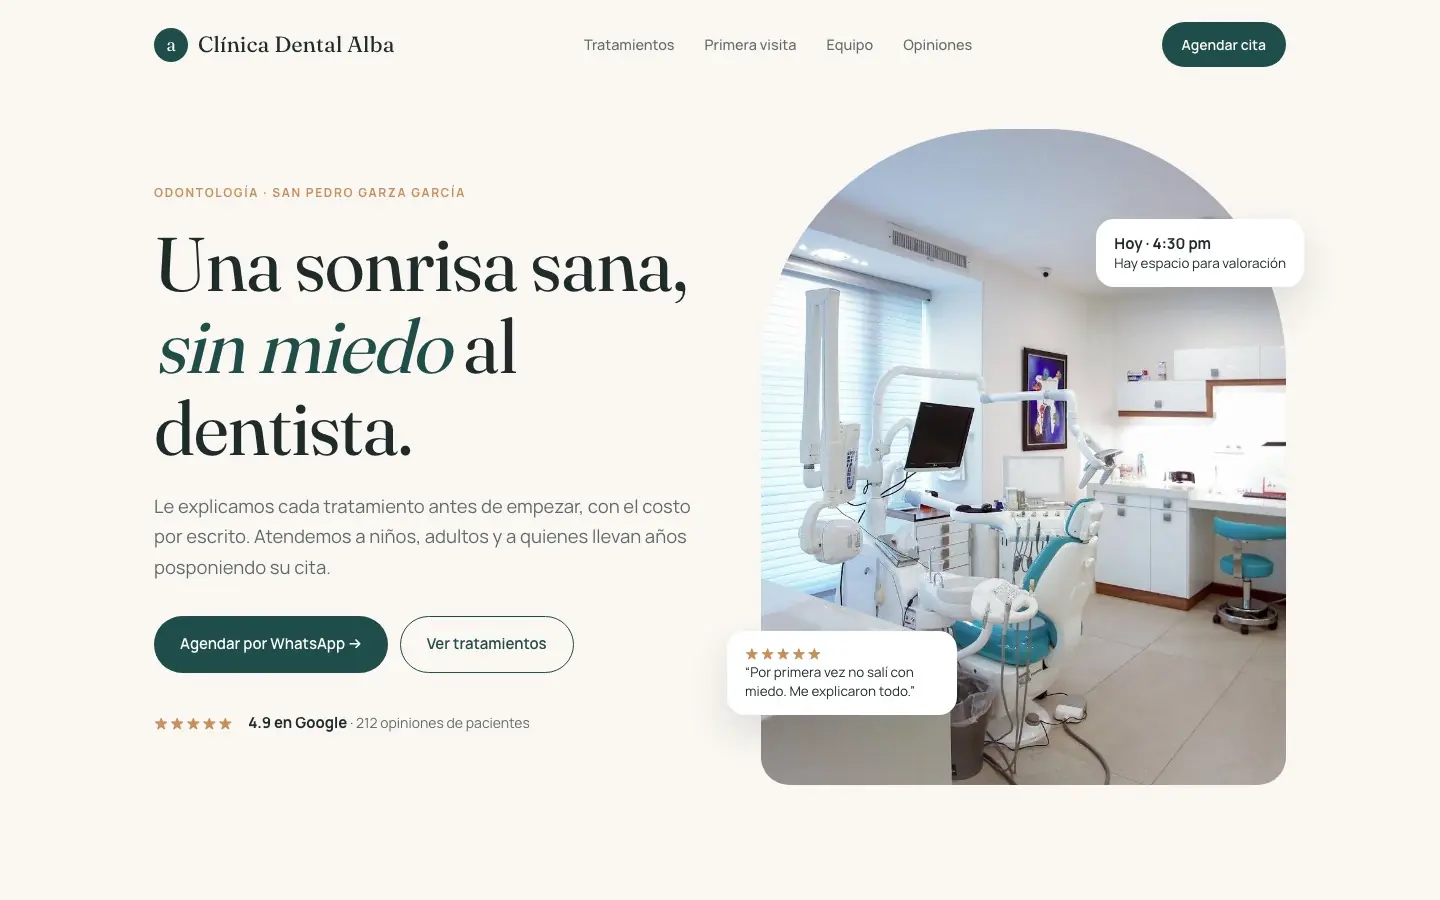 a Clínica Dental Alba
Tratamientos Primera visita Equipo Opiniones
Agendar cita
ODONTOLOGÍA · SAN PEDRO GARZA GARCÍA
Una sonrisa sana,
sin miedo al
dentista.
Le explicamos cada tratamiento antes de empezar, con el costo
por escrito. Atendemos a niños, adultos y a quienes llevan años
posponiendo su cita.
Agendar por WhatsApp →
Ver tratamientos
★★★★★ 4.9 en Google · 212 opiniones de pacientes
Hoy · 4:30 pm
Hay espacio para valoración
★★★★★
“Por primera vez no salí con
miedo. Me explicaron todo.”